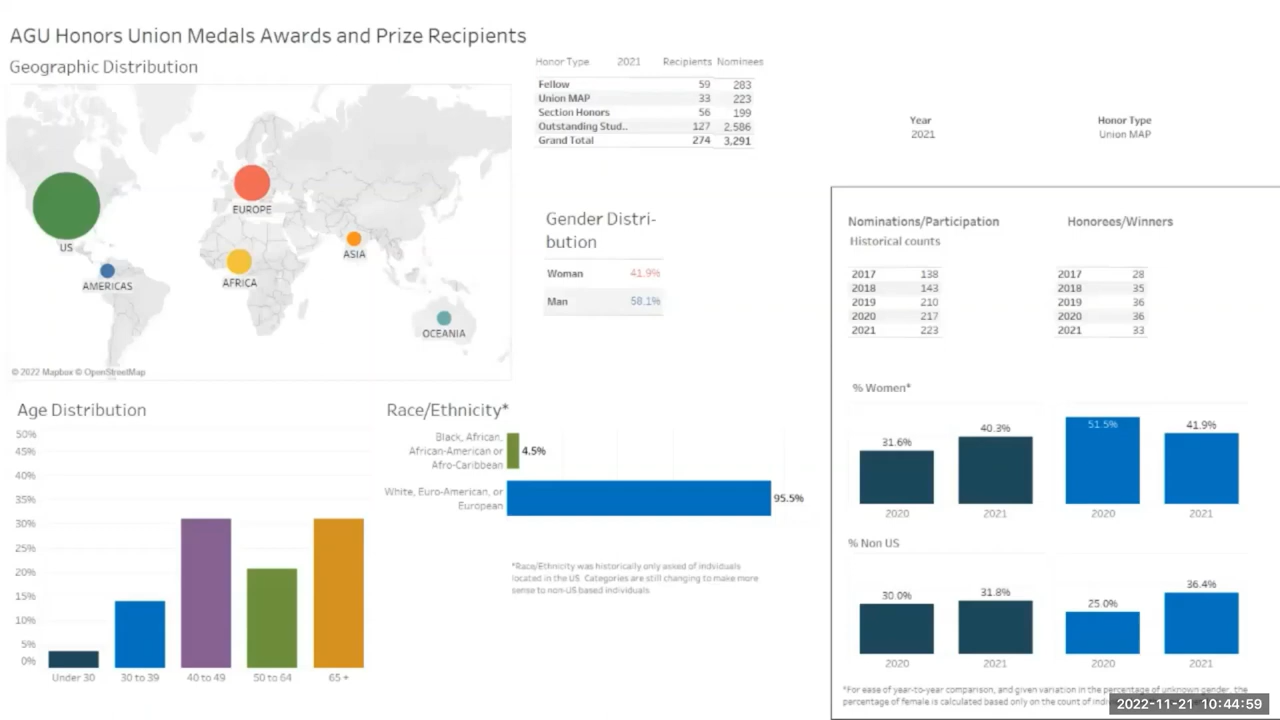 AGU Honors Union Medals Awards and Prize Recipients
Geographic Distribution
US
AMERICAS
EUROPE
AFRICA
ASIA
OCEANIA
© 2022 Mapbox © OpenStreetMap
Honor Type 2021 Recipients Nominees
Fellow 59 283
Union MAP 33 223
Section Honors 56 199
Outstanding Stud.. 127 2,586
Grand Total 274 3,291
Gender Distri-
bution
Woman 41.9%
Man 58.1%
Year
2021
Honor Type
Union MAP
Age Distribution
50%
45%
40%
35%
30%
25%
20%
15%
10%
5%
0%
Under 30 30 to 39 40 to 49 50 to 64 65 +
Race/Ethnicity*
Black, African,
African-American or
Afro-Caribbean
4.5%
White, Euro-American, or
European
95.5%
*Race/Ethnicity was historically only asked of indivduals
located in the US. Categories are still changing to make more
sense to non-US based individuals
Nominations/Participation Honorees/Winners
Historical counts
2017 138 2017 28
2018 143 2018 35
2019 210 2019 36
2020 217 2020 36
2021 223 2021 33
% Women*
31.6% 40.3% 51.5% 41.9%
2020 2021 2020 2021
% Non US
30.0% 31.8% 25.0% 36.4%
2020 2021 2020 2021
*For ease of year-to-year comparison, and given variation in the percentage of unknown gender, the
percentage of female is calculated based only on the count of
2022-11-21 10:44:59